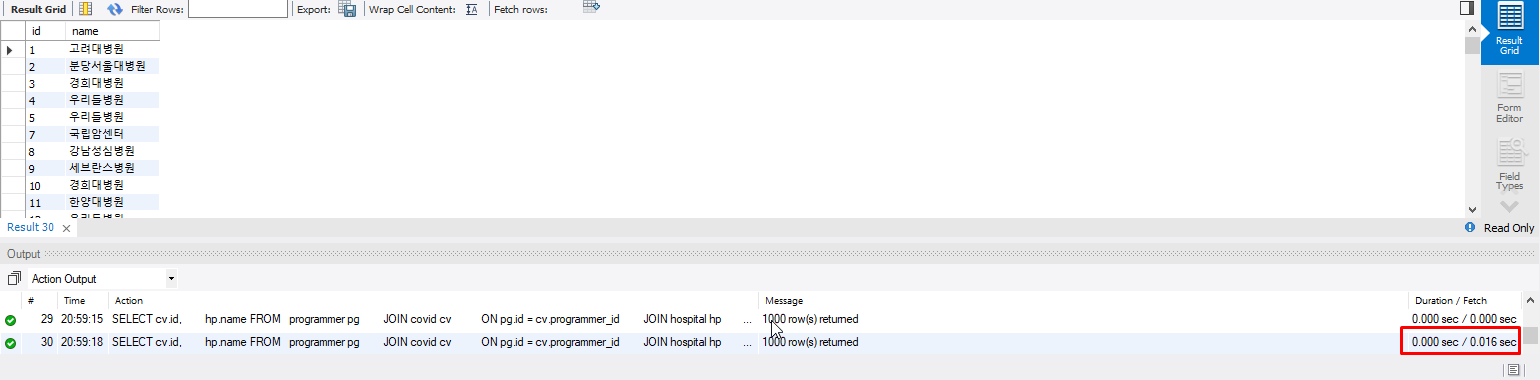 Result Grid Filter Rows: Export: Wrap Cell Content: Fetch rows:
id name
1 고려대병원
2 분당서울대병원
3 경희대병원
4 우리들병원
5 우리들병원
7 국립암센터
8 강남성심병원
9 세브란스병원
10 경희대병원
11 한양대병원
Result Grid
Form Editor
Field Types
Result 30 Read Only
Output
Action Output
# Time Action Message Duration / Fetch
29 20:59:15 SELECT cv.id, hp.name FROM programmer pg JOIN covid cv ON pg.id = cv.programmer_id JOIN hospital hp ... 1000 row(s) returned 0.000 sec / 0.000 sec
30 20:59:18 SELECT cv.id, hp.name FROM programmer pg JOIN covid cv ON pg.id = cv.programmer_id JOIN hospital hp ... 1000 row(s) returned 0.000 sec / 0.016 sec